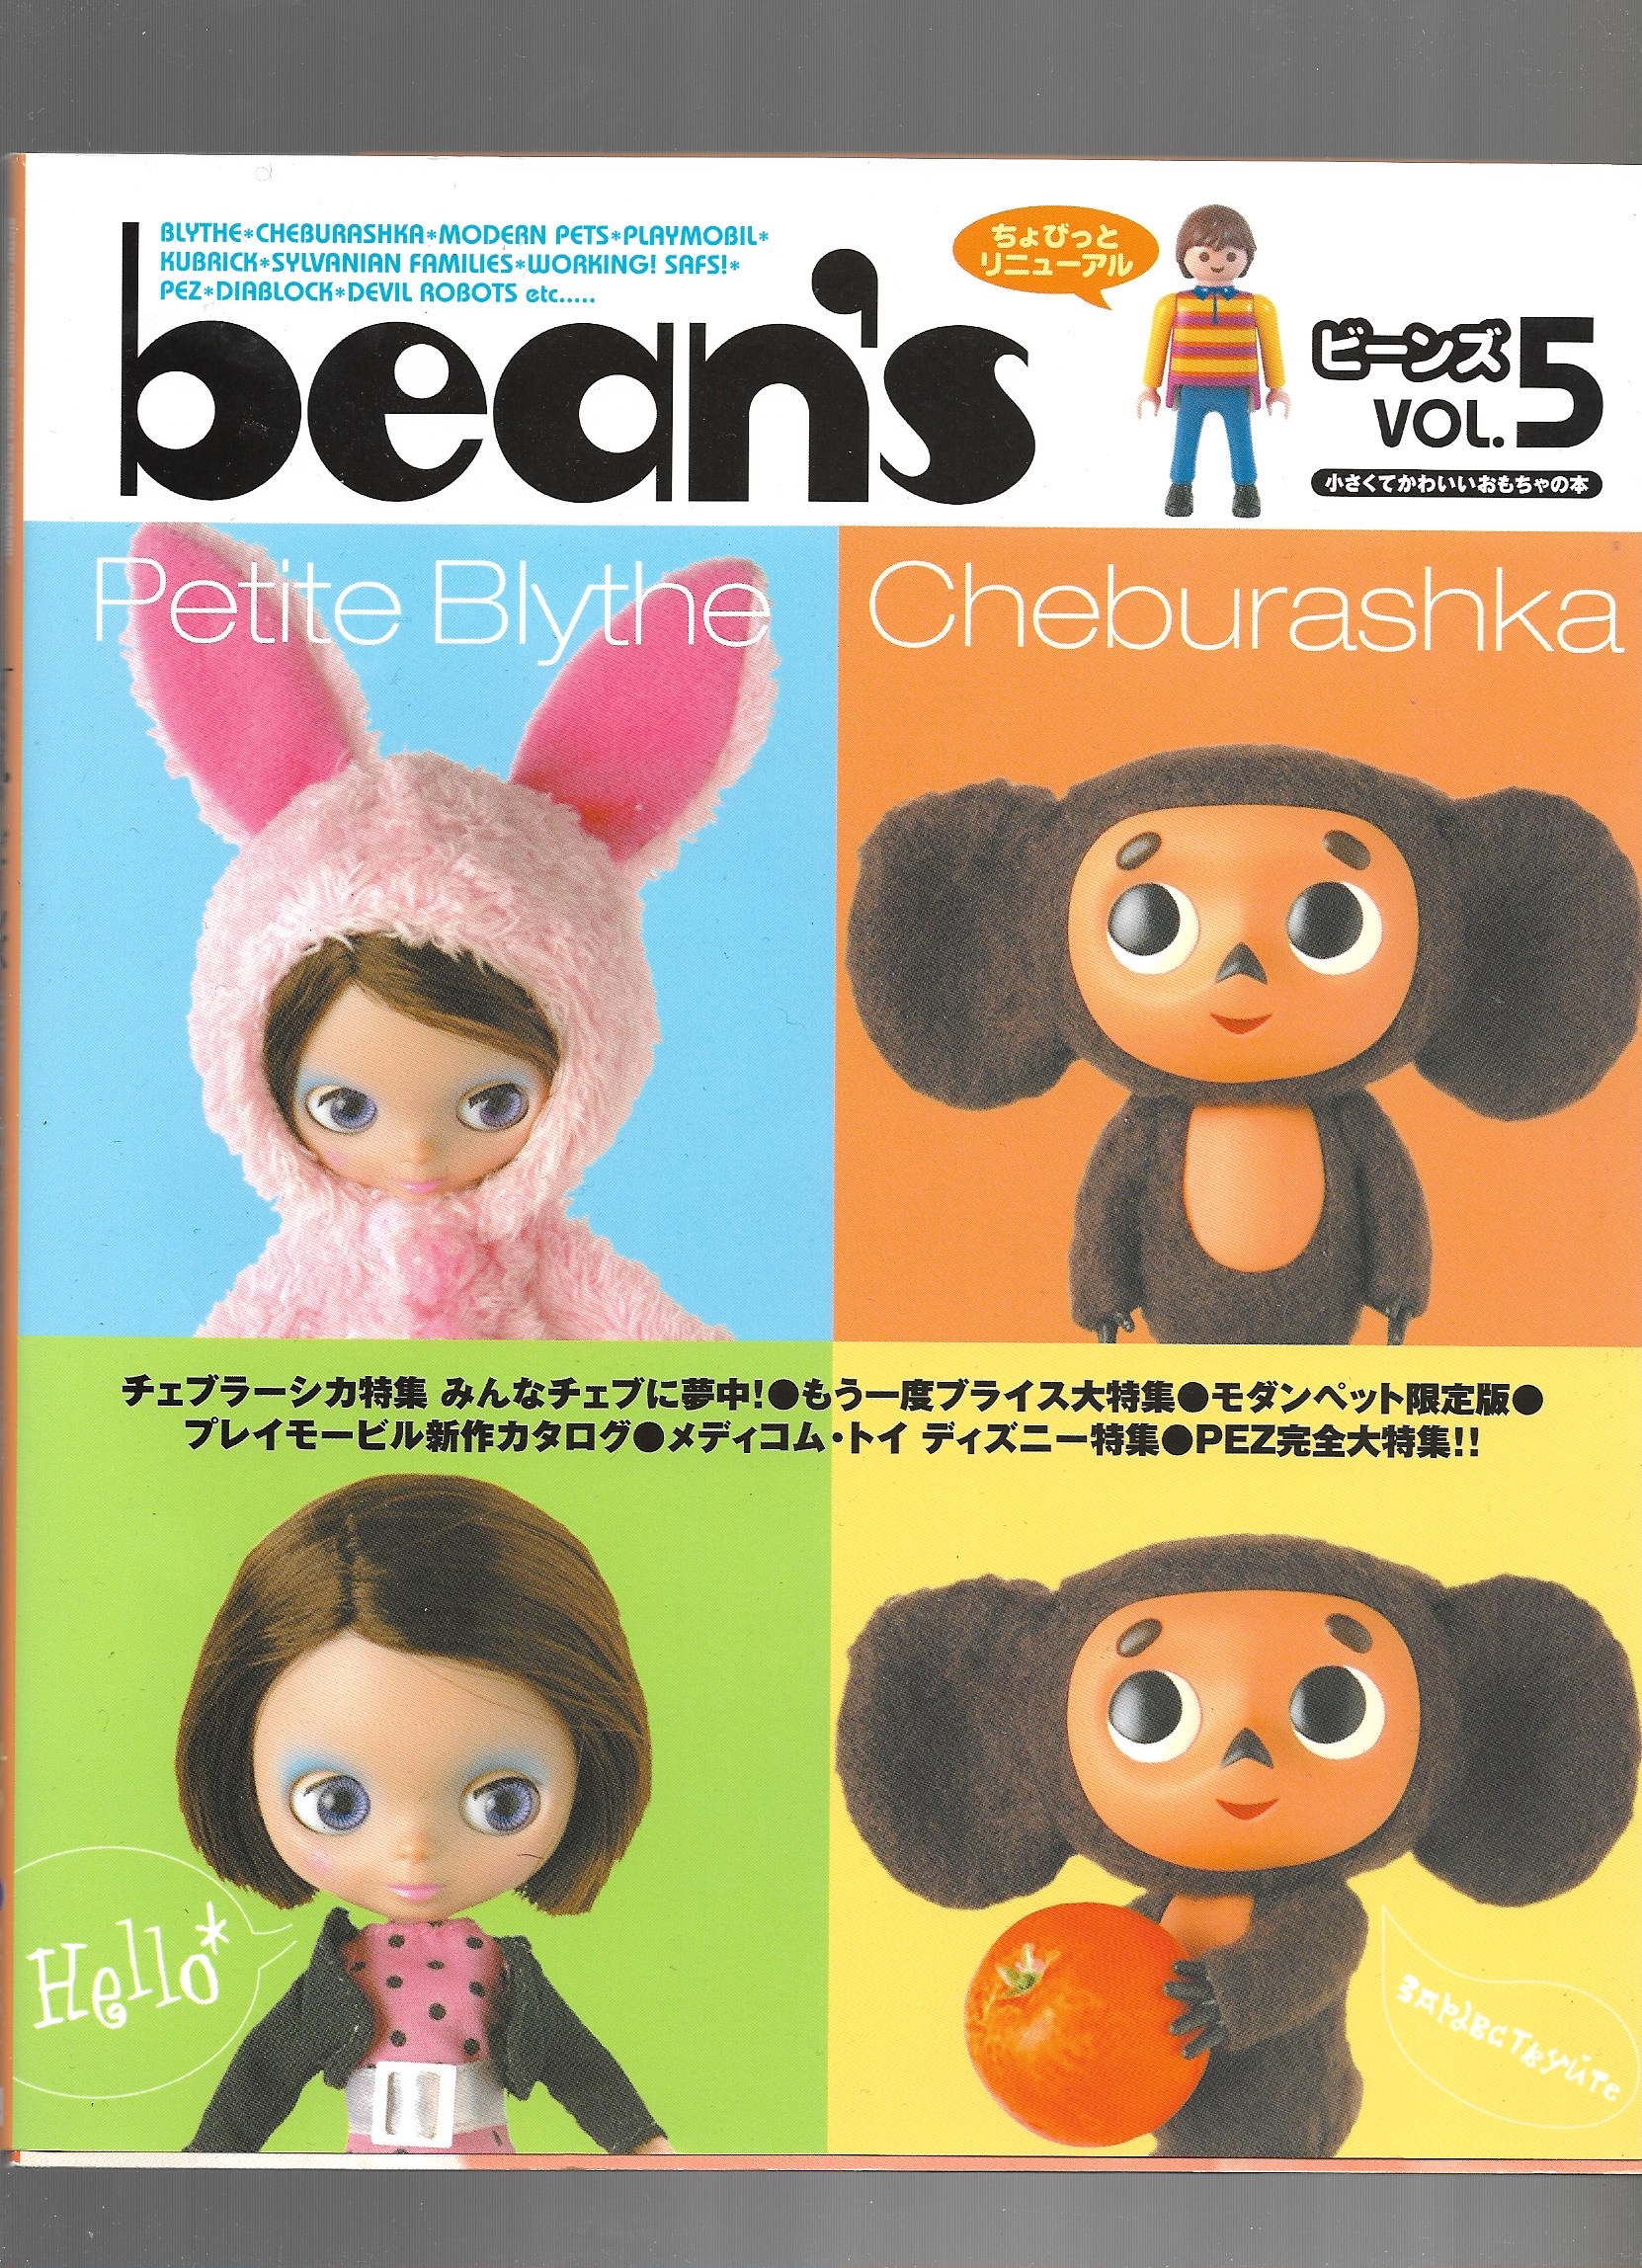 BLYTHE*CHEBURASHKA*MODERN PETS*PLAYMOBIL*
KUBRICK*SYLVANIAN FAMILIES*WORKING! SAFS!*
PEZ*DIABLOCK*DEVIL ROBOTS etc.....
bean's
ちょびっと
リニューアル
ビーンズ
VOL.5
小さくてかわいいおもちゃの本
Petite Blythe
Cheburashka
チェブラーシカ特集 みんなチェブに夢中!●もう一度ブライス大特集●モダンペット限定版●
プレイモービル新作カタログ●メディコム・トイ ディズニー特集●PEZ完全大特集!!
Hello*
здравствуйте